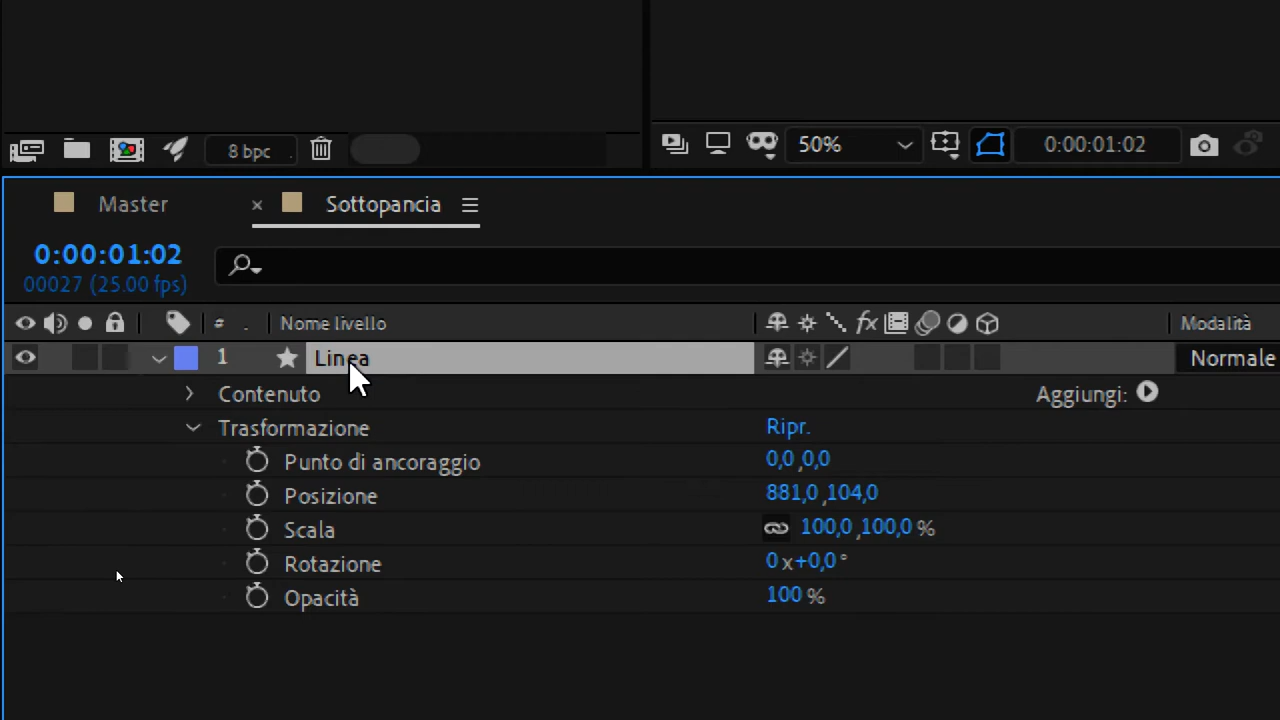 8 bpc
50%
0:00:01:02
Master
× Sottopancia
0:00:01:02
00027 (25.00 fps)
# . Nome livello fx Modalità
1 Linea Normale
Contenuto Aggiungi:
Trasformazione Ripr.
Punto di ancoraggio 0,0,0,0
Posizione 881,0,104,0
Scala 100,0,100,0 %
Rotazione 0x+0,0°
Opacità 100 %